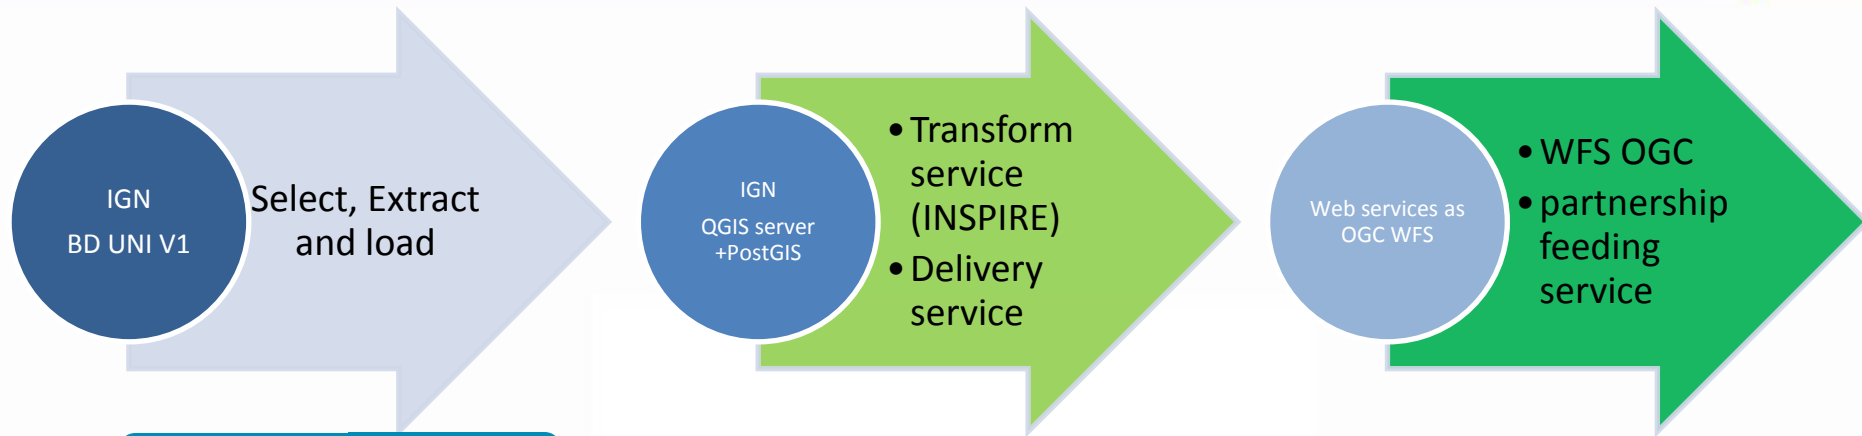 IGN
BD UNI V1
Select, Extract
and load
IGN
QGIS server
+PostGIS
• Transform
service
(INSPIRE)
• Delivery
service
Web services as
OGC WFS
• WFS OGC
• partnership
feeding
service